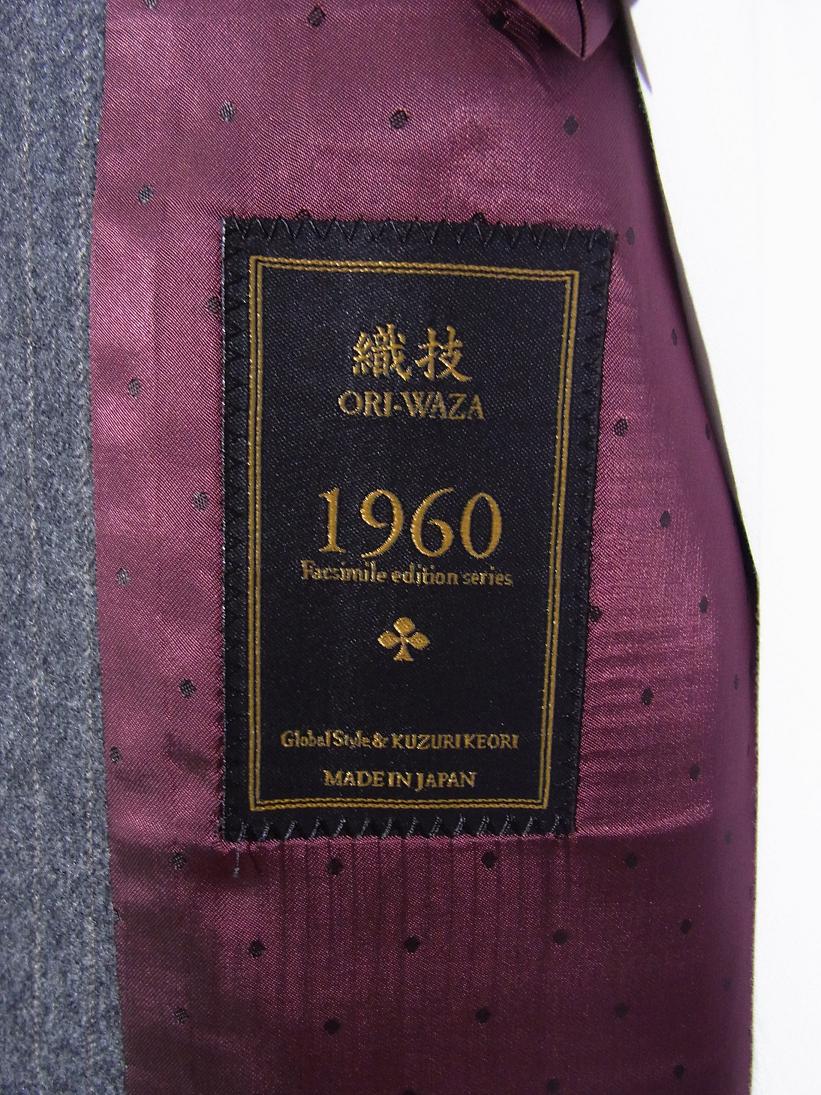 織技
ORI-WAZA
1960
Facsimile edition series
Global Style & KUZURI KEORI
MADE IN JAPAN